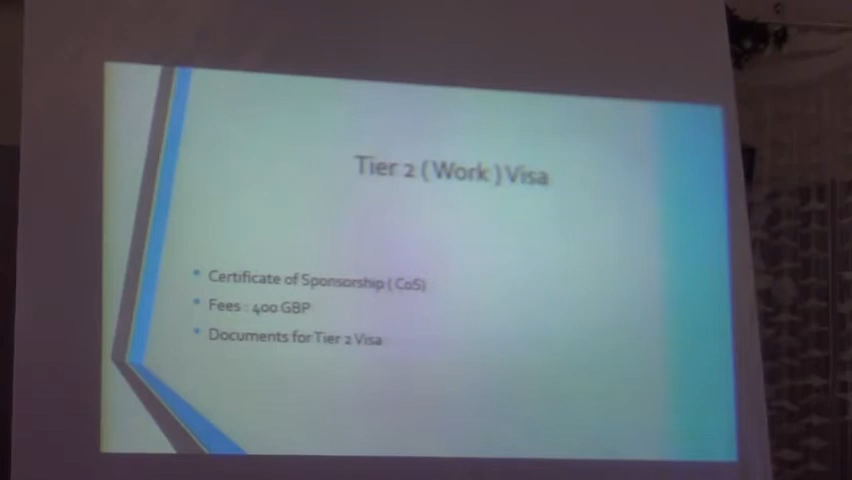 Tier 2 ( Work ) Visa
Certificate of Sponsorship ( CoS)
Fees : 400 GBP
Documents for Tier 2 Visa